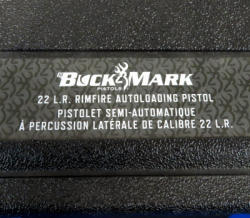 BUCK MARK
PISTOLS
22 L.R. RIMFIRE AUTOLOADING PISTOL
PISTOLET SEMI-AUTOMATIQUE
À PERCUSSION LATÉRALE DE CALIBRE 22 L.R.